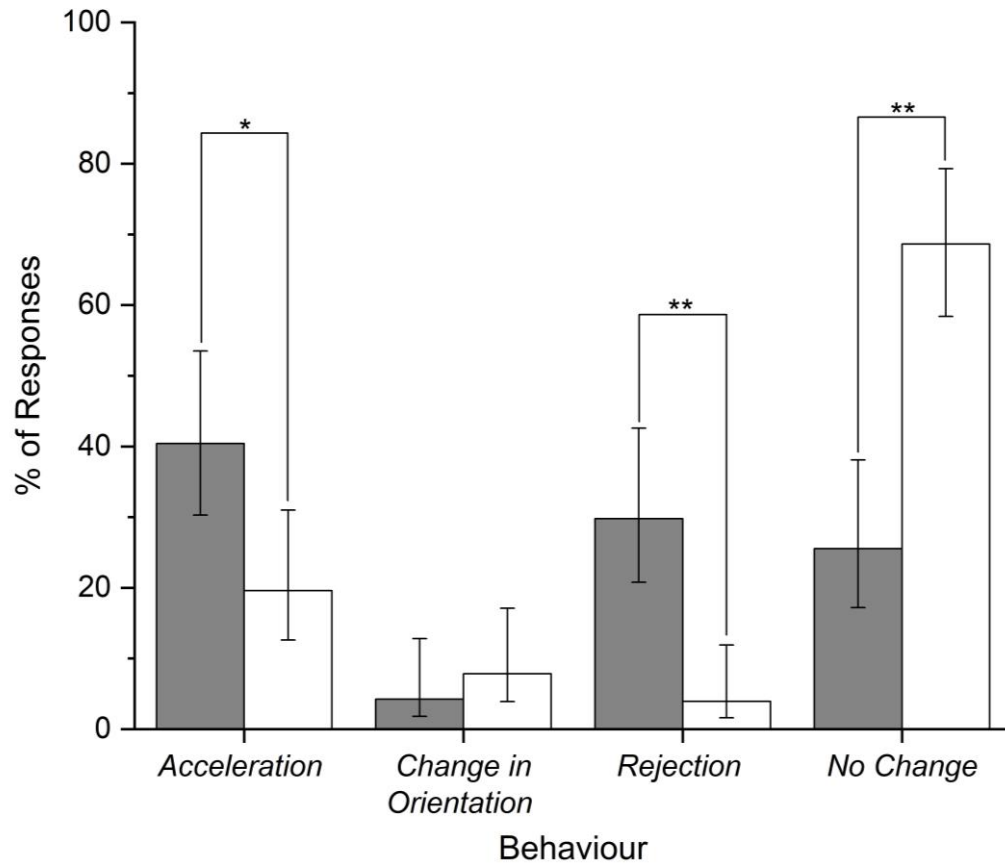 100
80
60
40
20
0
% of Responses
*
**
**
Acceleration
Change in
Orientation
Rejection
No Change
Behaviour